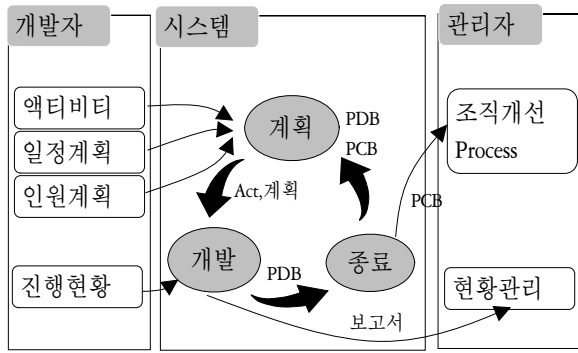 개발자
시스템
관리자
액티비티
일정계획
인원계획
진행현황
계획
PDB
PCB
Act,계획
개발
PDB
종료
PCB
보고서
조직개선
Process
현황관리